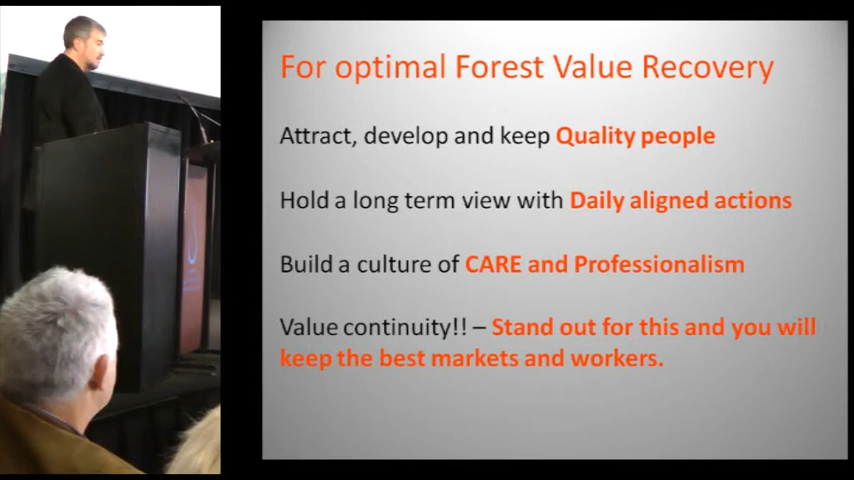 For optimal Forest Value Recovery
Attract, develop and keep Quality people
Hold a long term view with Daily aligned actions
Build a culture of CARE and Professionalism
Value continuity!! – Stand out for this and you will
keep the best markets and workers.